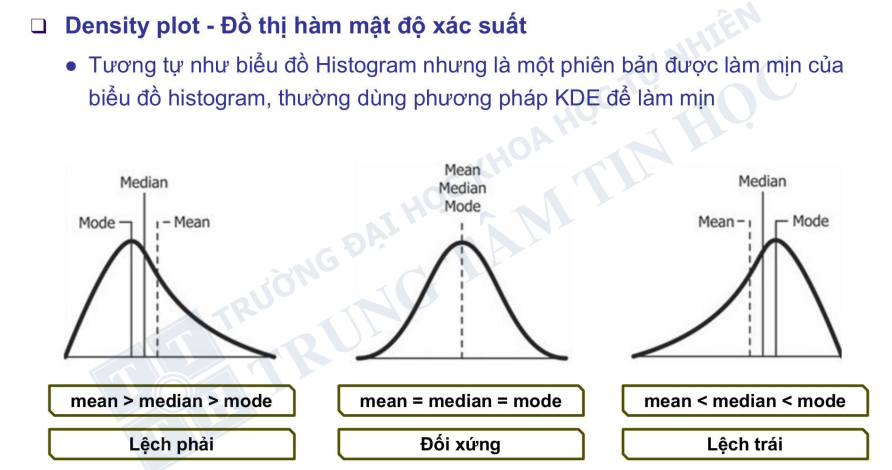 Density plot - Đồ thị hàm mật độ xác suất
Tương tự như biểu đồ Histogram nhưng là một phiên bản được làm mịn của
biểu đồ histogram, thường dùng phương pháp KDE để làm mịn
Median
Mode
Mean
Mean
Median
Mode
Median
Mean
Mode
mean > median > mode
mean = median = mode
mean < median < mode
Lệch phải
Đối xứng
Lệch trái
TRƯỜNG ĐẠI HỌC KHOA HỌC TỰ NHIÊN
TRUNG TÂM TIN HỌC